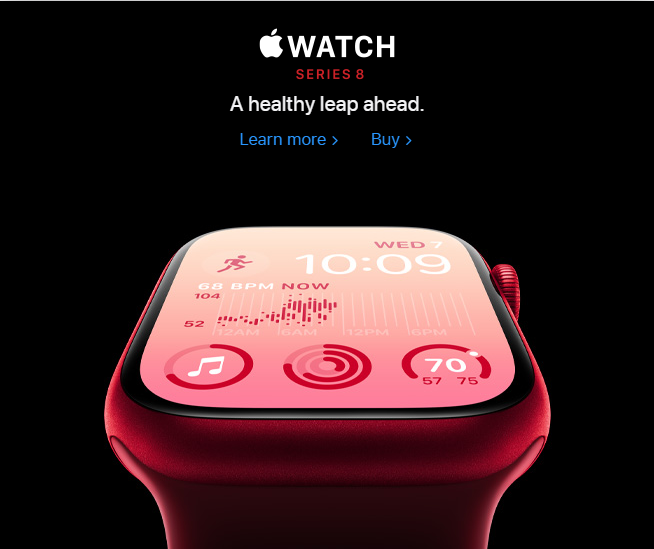 WATCH
SERIES 8
A healthy leap ahead.
Learn more > Buy >
WED 7
10:09
68 BPM NOW
104
52
12AM 6AM 12PM 6PM
70
57 75